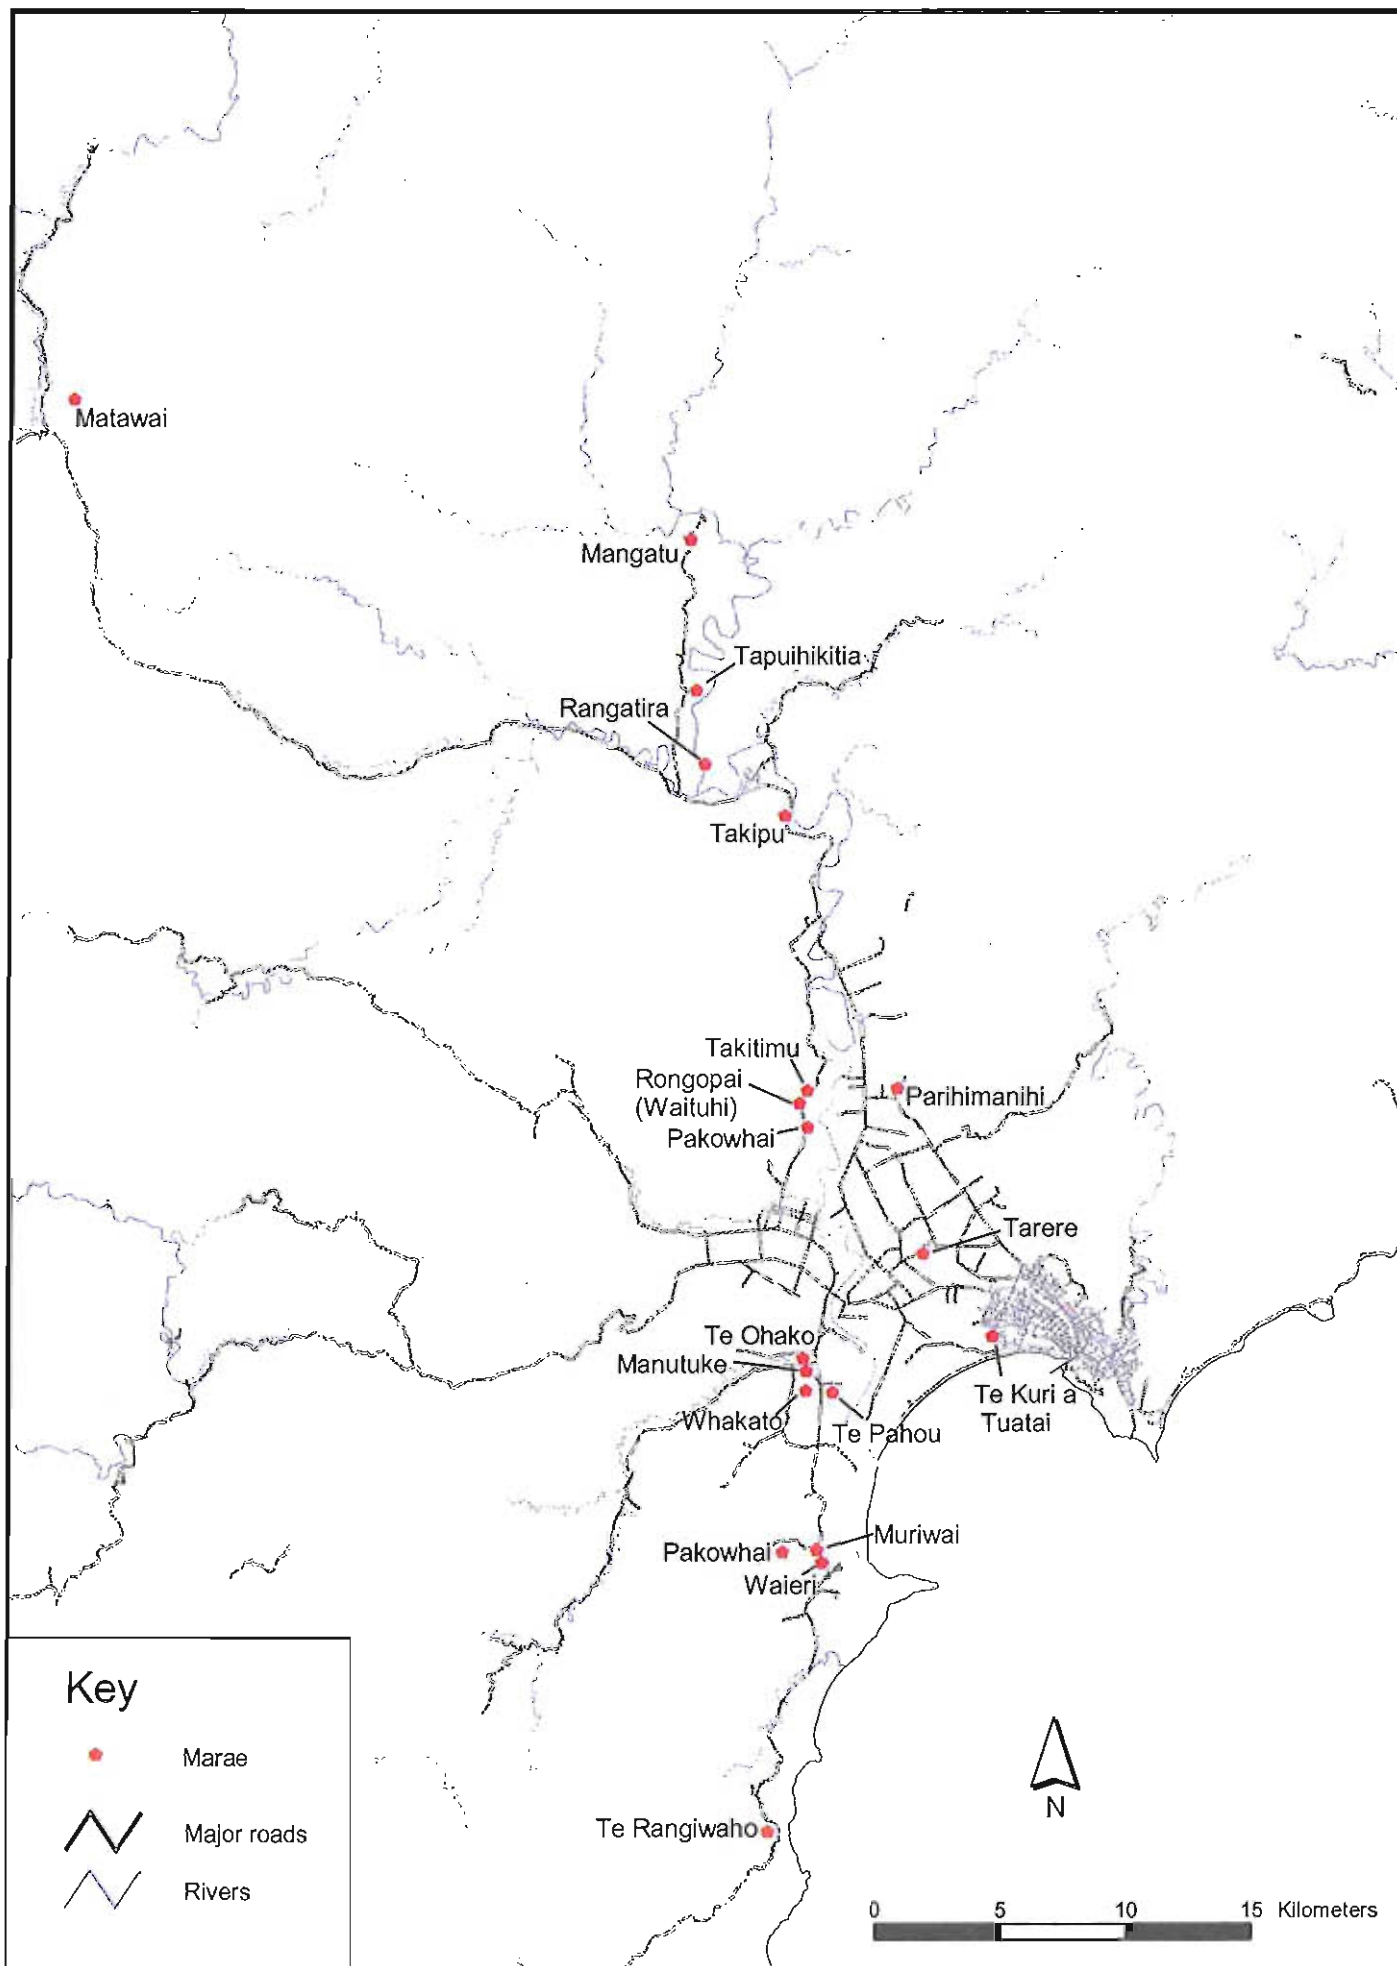 Matawai
Mangatu
Tapuihikitia
Rangatira
Takipu
Takitimu
Rongopai
(Waituhi)
Parihimanihi
Pakowhai
Tarere
Te Ohako
Manutuke
Whakato
Te Pahou
Te Kuri a
Tuatai
Muriwai
Pakowhai
Waieri
Key
Marae
Major roads
Rivers
N
Te Rangiwaho
0 5 10 15 Kilometers